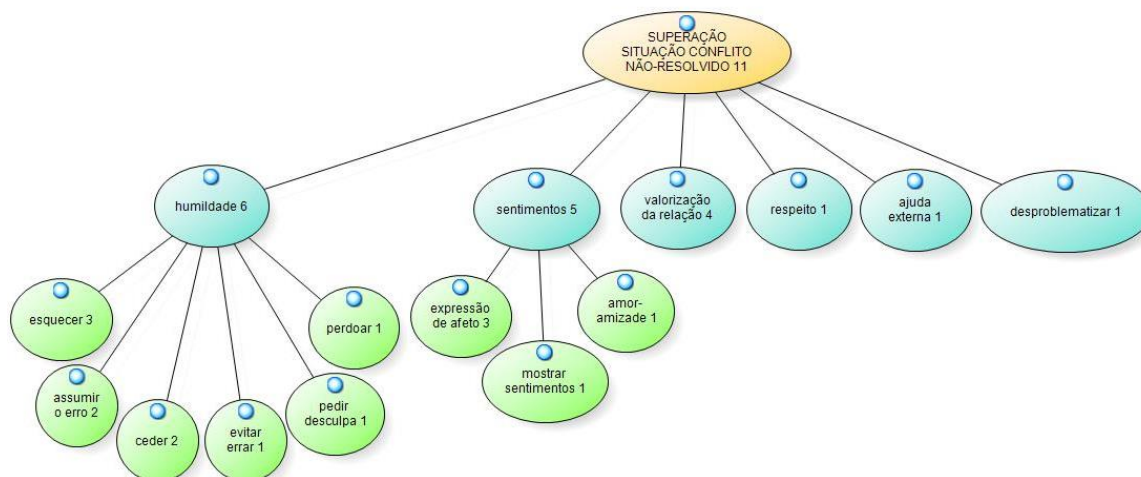 SUPERAÇÃO
SITUAÇÃO CONFLITO
NÃO-RESOLVIDO 11
humildade 6
sentimentos 5
valorização
da relação 4
respeito 1
ajuda
externa 1
desproblematizar 1
esquecer 3
assumir
o erro 2
ceder 2
evitar
errar 1
pedir
desculpa 1
perdoar 1
expressão
de afeto 3
mostrar
sentimentos 1
amor-
amizade 1